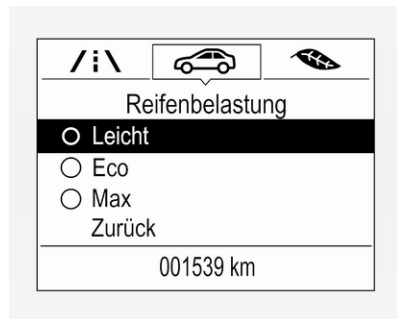 Reifenbelastung
Leicht
Eco
Max
Zurück
001539 km